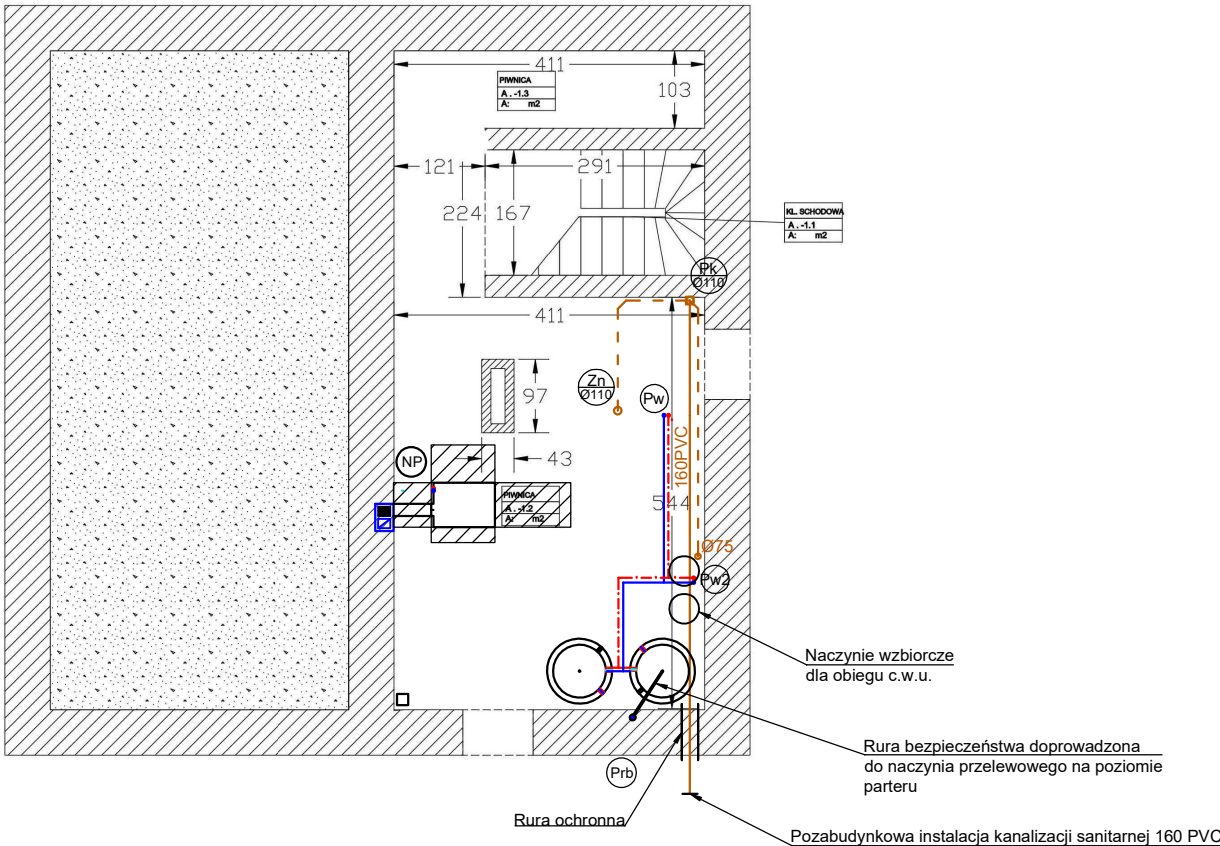 411
PIWNICA
A . -1.3
A: m2
103
121
291
224
167
KL. SCHODOWA
A . -1.1
A: m2
Pk
Ø110
411
Zn
Ø110
97
Pw
160PVC
NP
43
PIWNICA
A . -1.2
A: m2
544
Ø75
Pw2
Naczynie wzbiorcze
dla obiegu c.w.u.
Rura bezpieczeństwa doprowadzona
do naczynia przelewowego na poziomie
parteru
Prb
Rura ochronna
Pozabudynkowa instalacja kanalizacji sanitarnej 160 PVC